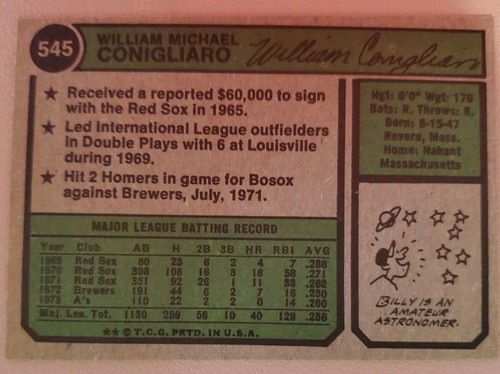 545
WILLIAM MICHAEL
CONIGLIARO
William Conigliaro
★ Received a reported $60,000 to sign
with the Red Sox in 1965.
★ Led International League outfielders
in Double Plays with 6 at Louisville
during 1969.
★ Hit 2 Homers in game for Bosox
against Brewers, July, 1971.
Hgt: 6'0" Wgt: 170
Bats: R. Throws: R.
Born: 8-15-47
Revere, Mass.
Home: Nahant
Massachusetts
MAJOR LEAGUE BATTING RECORD
Year Club AB H 2B 3B HR RBI AVG
1969 Red Sox 80 23 6 2 4 7 .288
1970 Red Sox 398 108 16 3 18 58 .271
1971 Red Sox 351 92 26 1 11 33 .262
1972 Brewers 191 44 6 2 7 16 .230
1973 A's 110 22 2 2 0 14 .200
Maj. Lea. Tot. 1130 289 56 10 40 128 .256
★★ © T.C.G. PRTD. IN U.S.A.
BILLY IS AN
AMATEUR
ASTRONOMER.